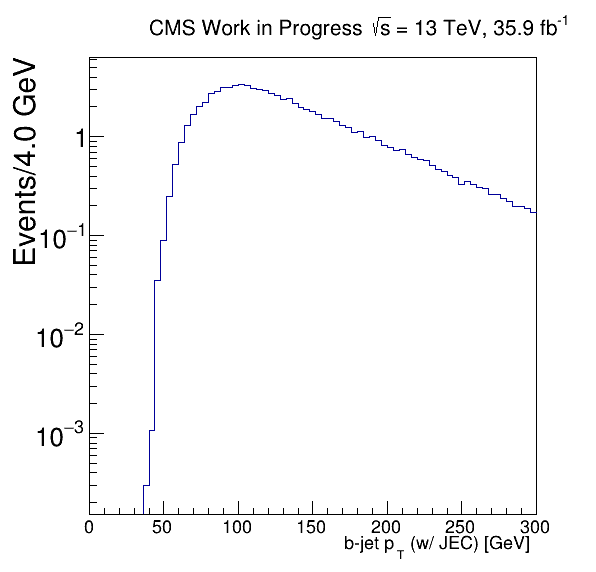 CMS Work in Progress √s = 13 TeV, 35.9 fb⁻¹
Events/4.0 GeV
1
10⁻¹
10⁻²
10⁻³
0 50 100 150 200 250 300
b-jet p_T (w/ JEC) [GeV]